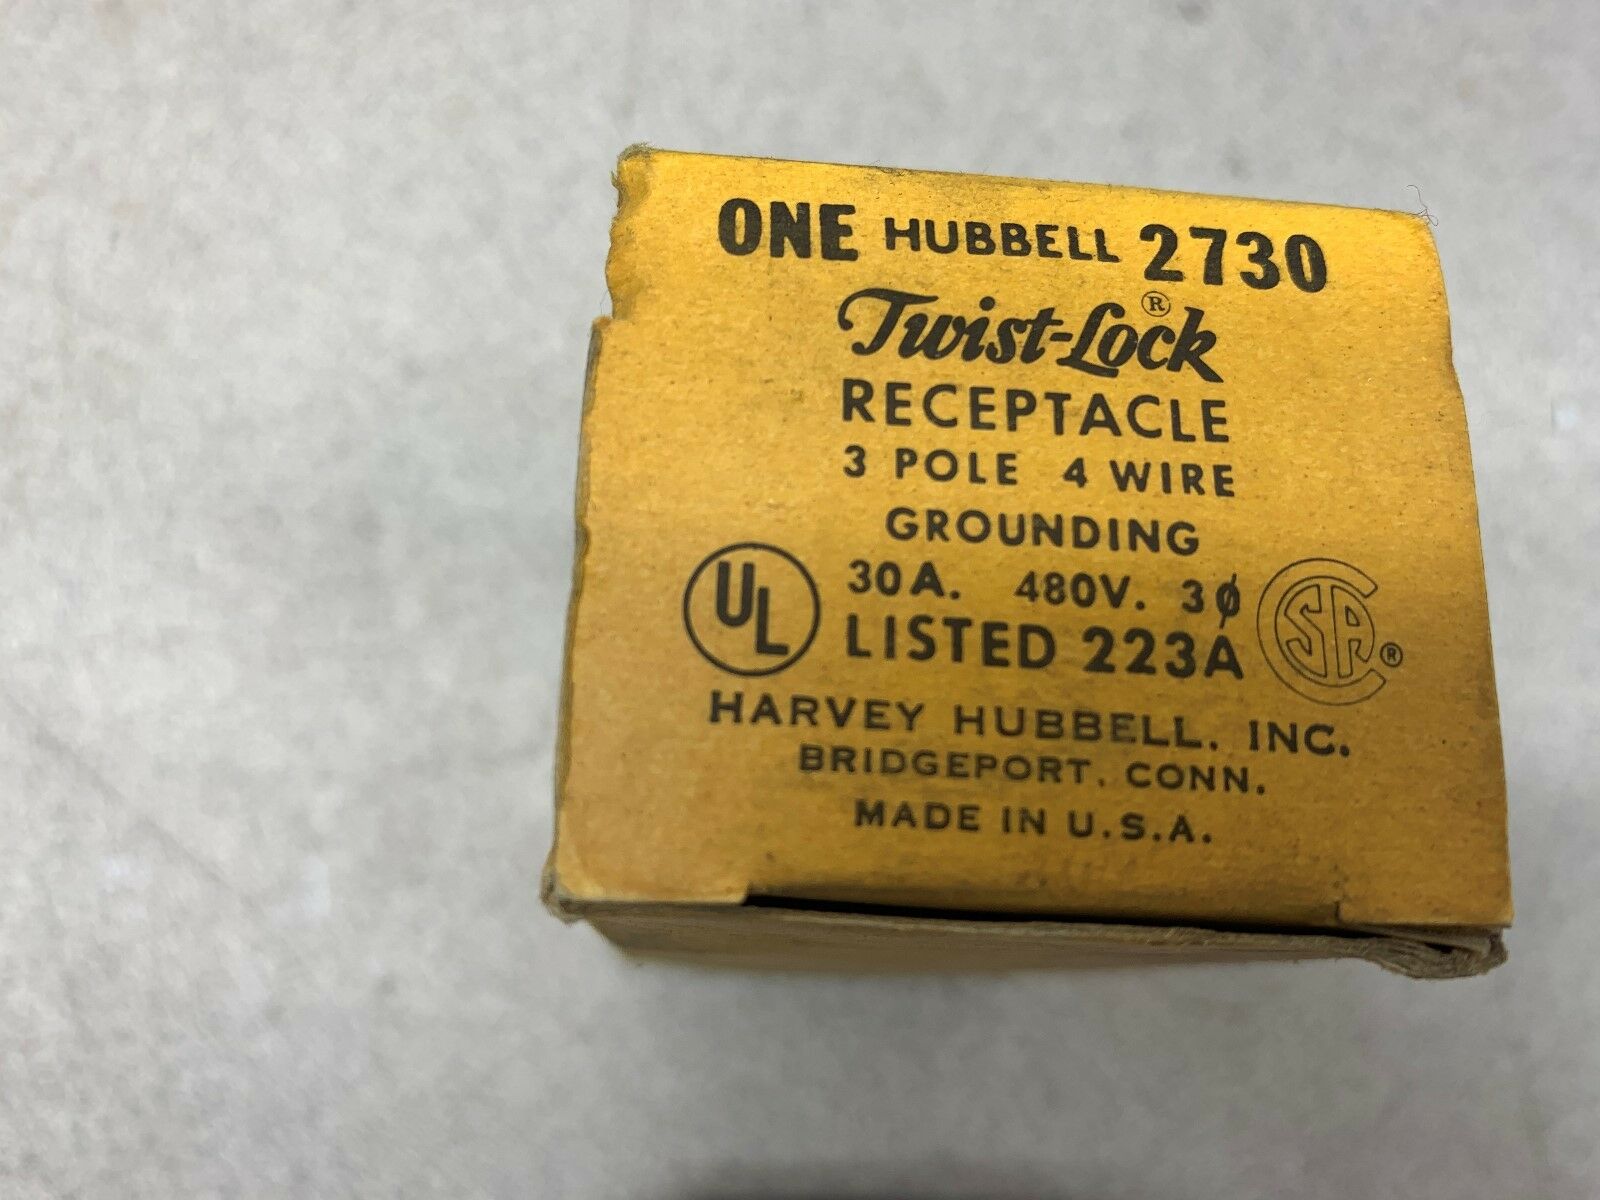 ONE HUBBELL 2730
Twist-Lock®
RECEPTACLE
3 POLE 4 WIRE
GROUNDING
UL 30A. 480V. 3ø CSA®
LISTED 223A
HARVEY HUBBELL, INC.
BRIDGEPORT, CONN.
MADE IN U.S.A.